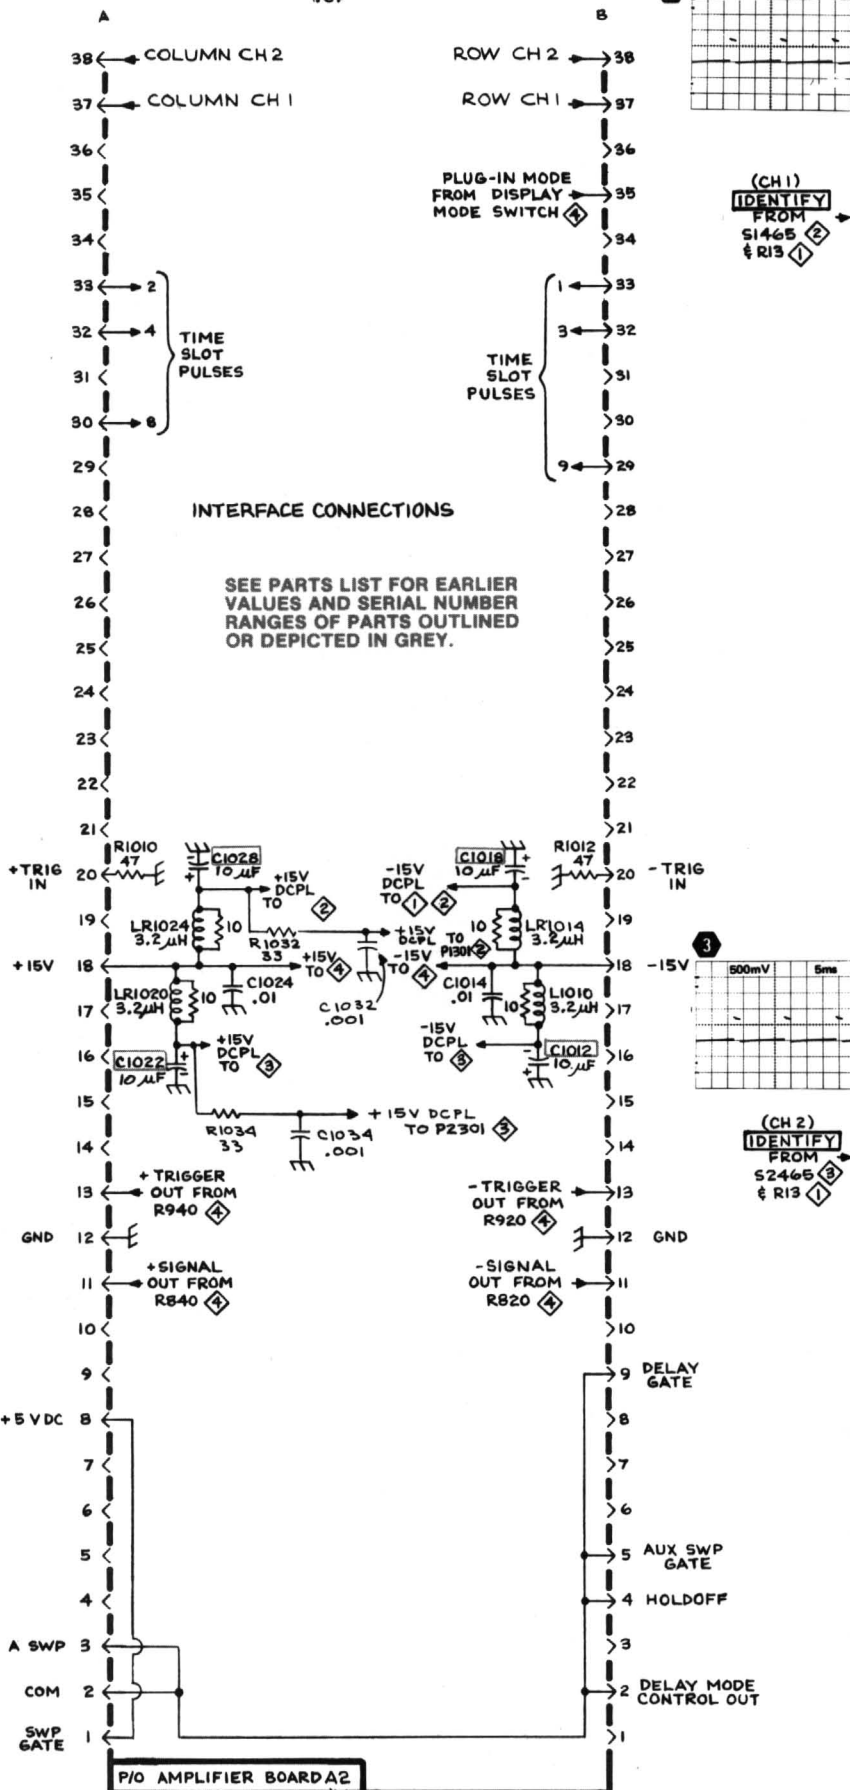 A
B
38 COLUMN CH 2 ROW CH 2 38
37 COLUMN CH 1 ROW CH 1 37
36 36
35 PLUG-IN MODE
FROM DISPLAY
MODE SWITCH 4 35
34 34
33 2 1 33
32 4 3 32
31 31
30 8 30
TIME
SLOT
PULSES
TIME
SLOT
PULSES
29 9 29
28 INTERFACE CONNECTIONS 28
27 27
SEE PARTS LIST FOR EARLIER
VALUES AND SERIAL NUMBER
RANGES OF PARTS OUTLINED
OR DEPICTED IN GREY.
26 26
25 25
24 24
23 23
22 22
21 21
+TRIG
IN
20
R1010
47
C1028
10 µF
+
-
+15V
DCPL
TO 2
-15V
DCPL
TO 1 2
C1018
10 µF
+
-
R1012
47
20
-TRIG
IN
19
LR1024
3.2µH
10
R1032
33
+15V
DCPL
TO
P1301 2
10
LR1014
3.2µH
19
+15V 18
C1024
.01
+15V
TO 4
C1032
.001
-15V
TO 4
C1014
.01
18 -15V
17
LR1020
3.2µH
10
10
L1010
3.2µH
17
16
C1022
10 µF
+
-
+15V
DCPL
TO 3
-15V
DCPL
TO 3
C1012
10 µF
-
+
16
15
R1034
33
C1034
.001
+15V DCPL
TO P2301 3
15
14 14
13 + TRIGGER
OUT FROM
R940 4
-TRIGGER
OUT FROM
R920 4
13
GND 12 12 GND
11 +SIGNAL
OUT FROM
R840 4
-SIGNAL
OUT FROM
R820 4
11
10 10
9 9 DELAY
GATE
+5 V DC 8 8
7 7
6 6
5 5 AUX SWP
GATE
4 4 HOLDOFF
A SWP 3 3
COM 2 2 DELAY MODE
CONTROL OUT
SWP
GATE 1 1
P/O AMPLIFIER BOARD A2
(CH 1)
IDENTIFY
FROM
S1465 2
& R13 1
3
500mV 5ms
(CH 2)
IDENTIFY
FROM
S2465 3
& R13 1